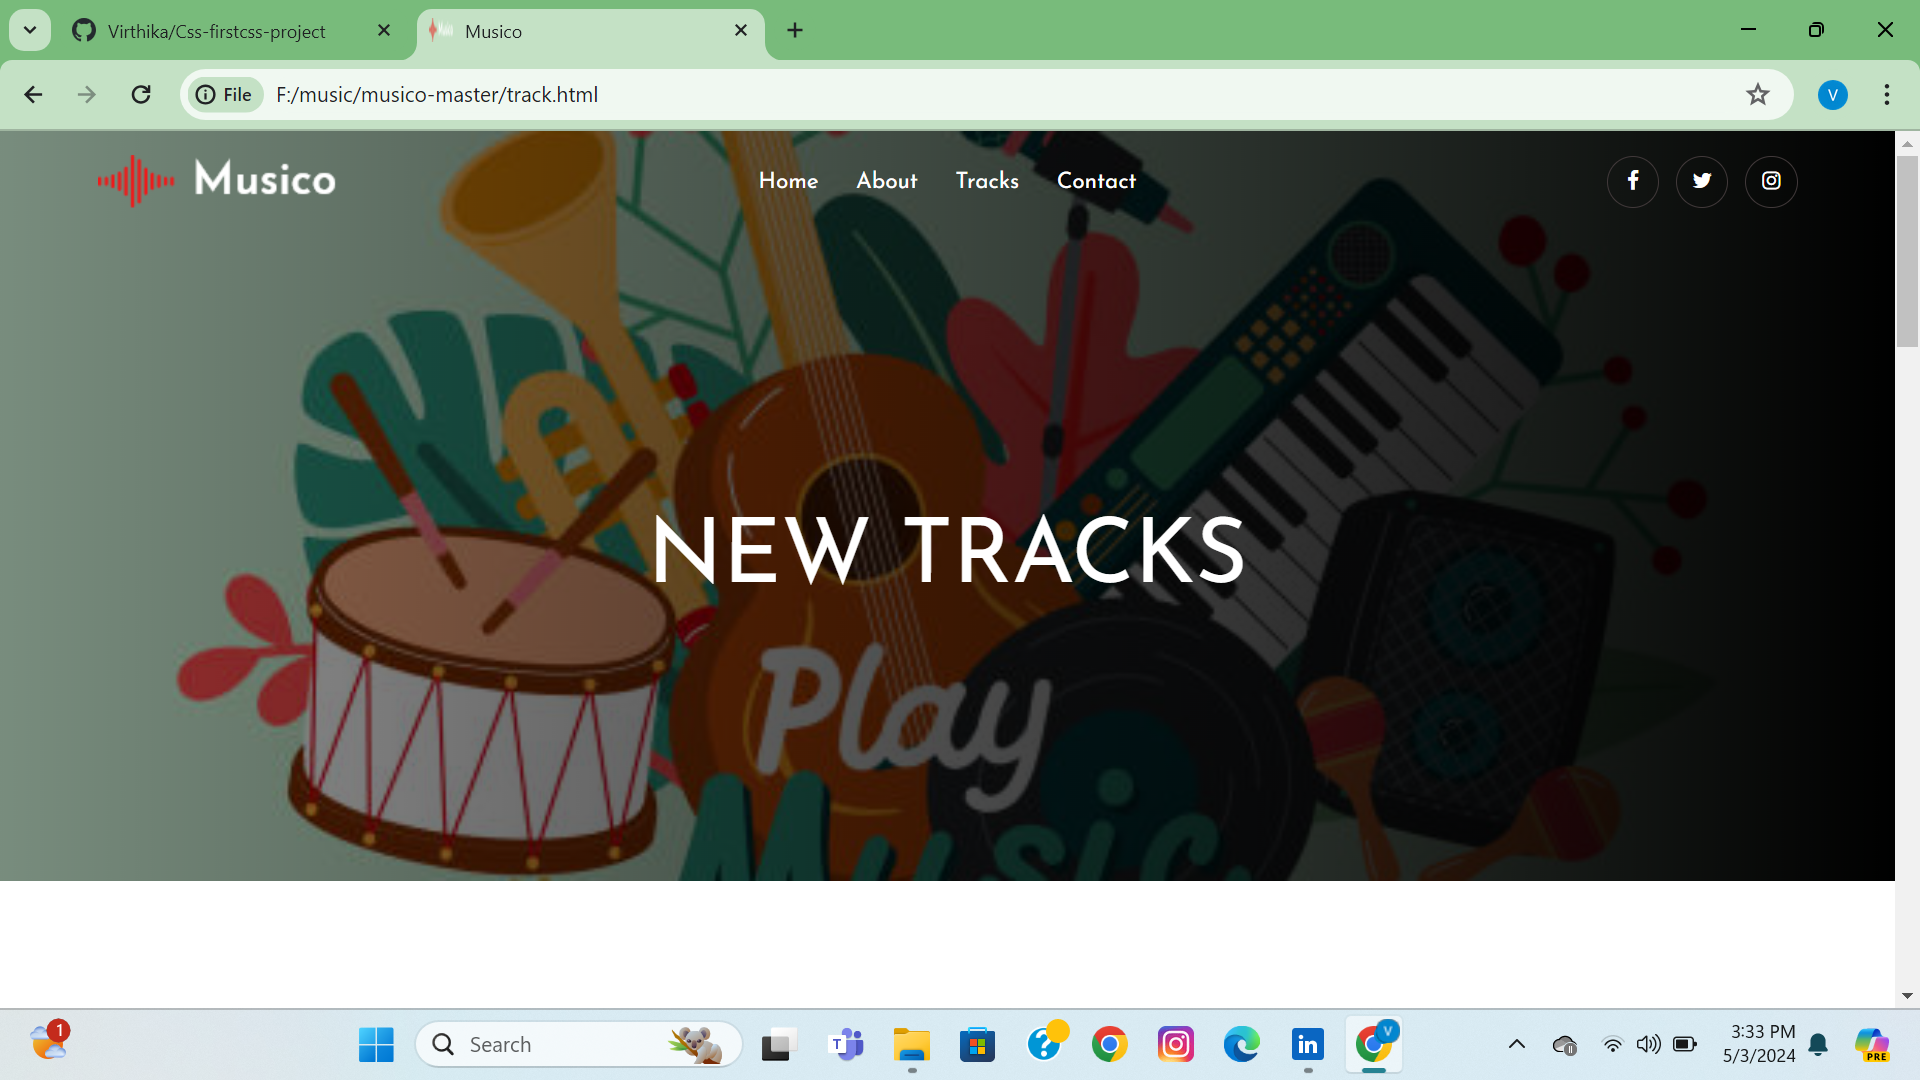 Virthika/Css-firstcss-project
Musico
File
F:/music/musico-master/track.html
V
Musico
Home
About
Tracks
Contact
NEW TRACKS
Play
Music.
1
Search
T
?
in
V
3:33 PM
5/3/2024
PRE